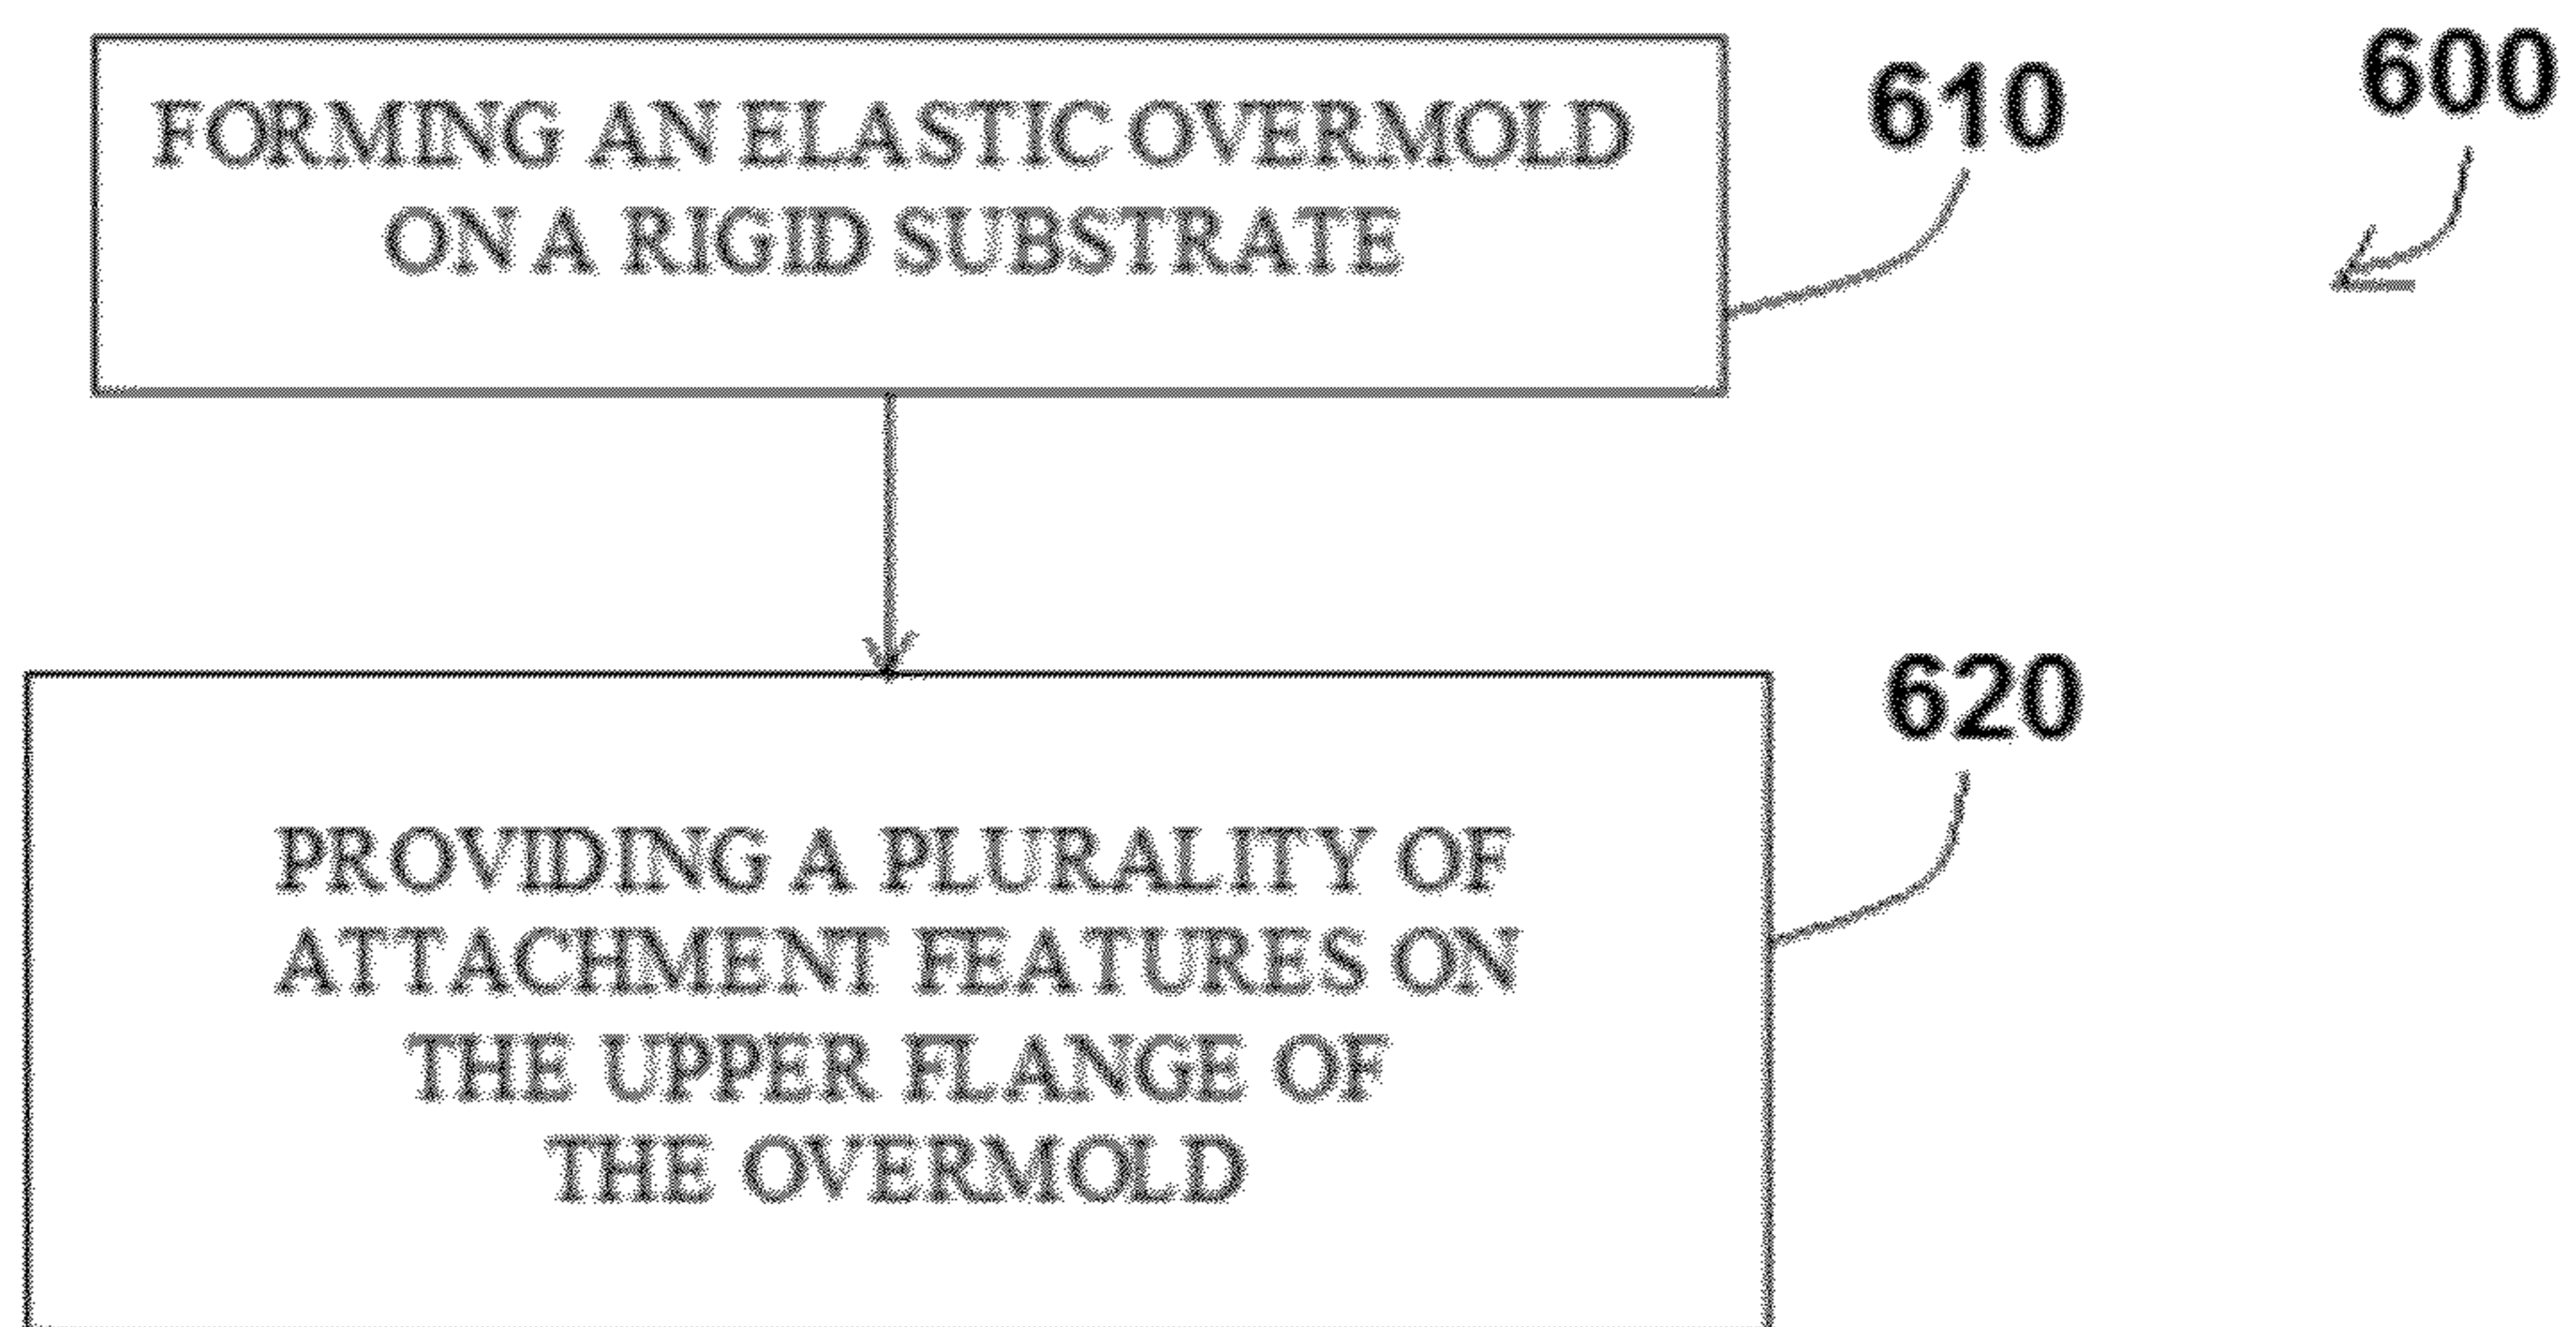 600
610
FORMING AN ELASTIC OVERMOLD
ON A RIGID SUBSTRATE
620
PROVIDING A PLURALITY OF
ATTACHMENT FEATURES ON
THE UPPER FLANGE OF
THE OVERMOLD